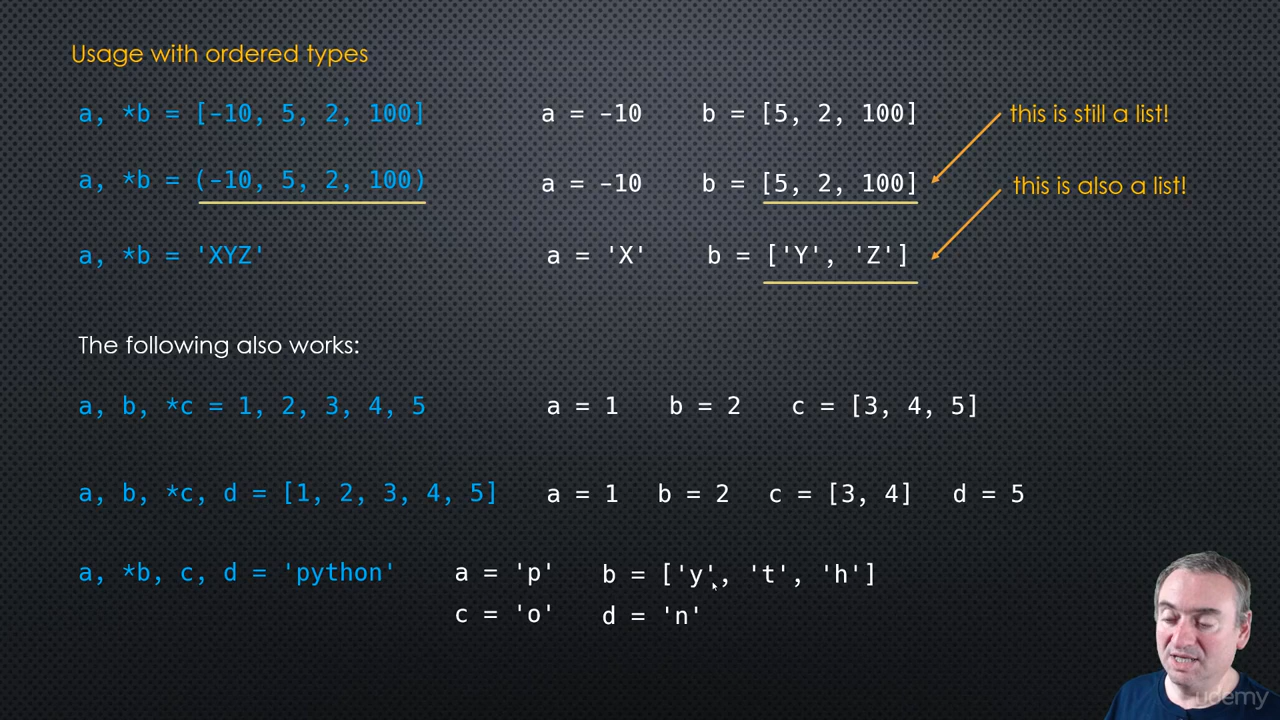 Usage with ordered types
a, *b = [-10, 5, 2, 100] a = -10 b = [5, 2, 100] this is still a list!
a, *b = (-10, 5, 2, 100) a = -10 b = [5, 2, 100] this is also a list!
a, *b = 'XYZ' a = 'X' b = ['Y', 'Z']
The following also works:
a, b, *c = 1, 2, 3, 4, 5 a = 1 b = 2 c = [3, 4, 5]
a, b, *c, d = [1, 2, 3, 4, 5] a = 1 b = 2 c = [3, 4] d = 5
a, *b, c, d = 'python' a = 'p' b = ['y', 't', 'h']
c = 'o' d = 'n'
udemy